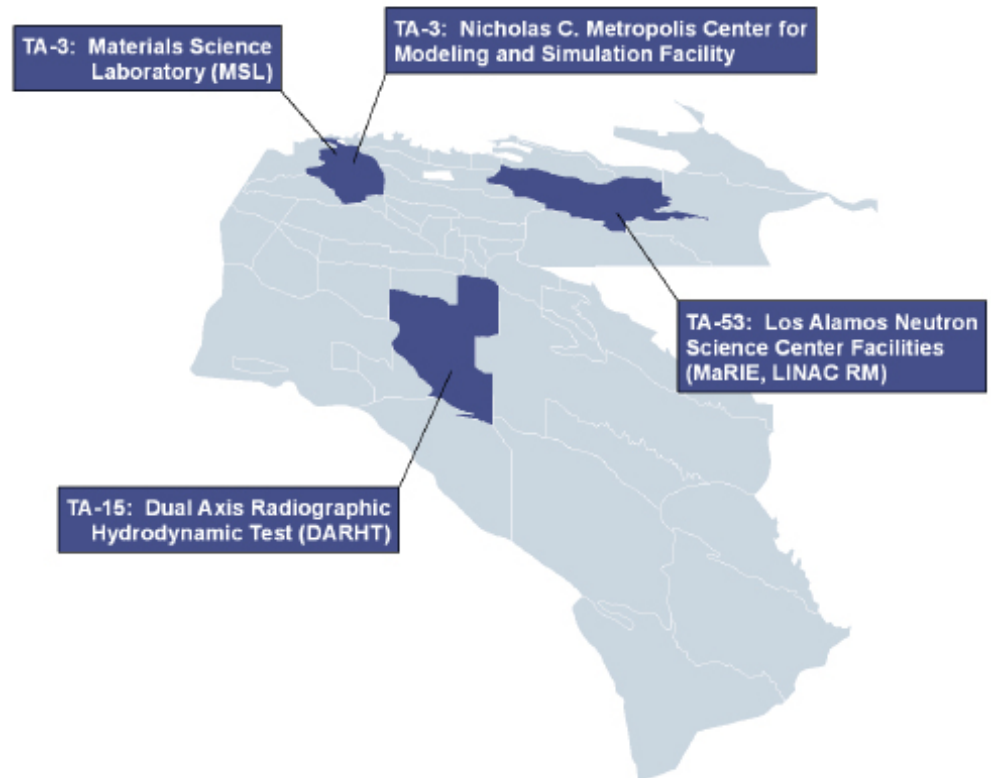 TA-3: Materials Science
Laboratory (MSL)
TA-3: Nicholas C. Metropolis Center for
Modeling and Simulation Facility
TA-53: Los Alamos Neutron
Science Center Facilities
(MaRIE, LINAC RM)
TA-15: Dual Axis Radiographic
Hydrodynamic Test (DARHT)